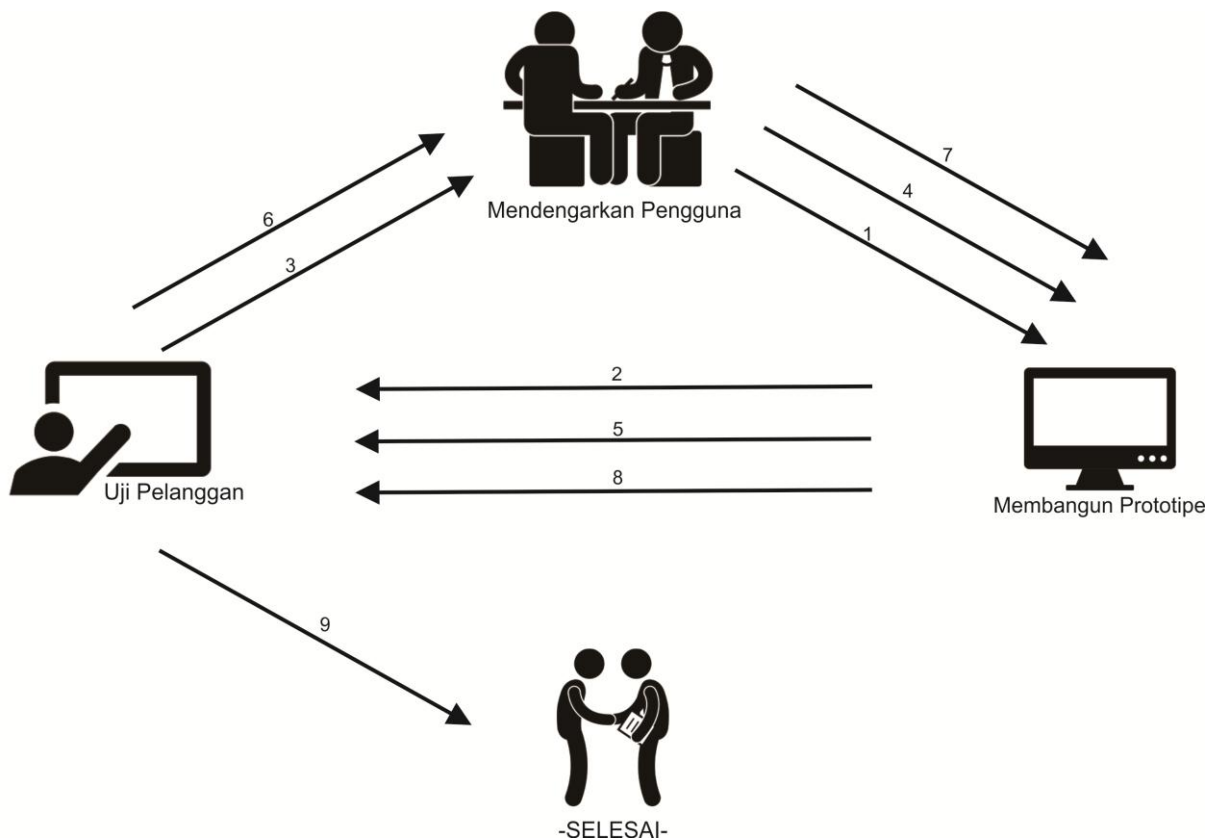 7
4
6
1
Mendengarkan Pengguna
3
2
5
8
Uji Pelanggan
Membangun Prototipe
9
-SELESAI-